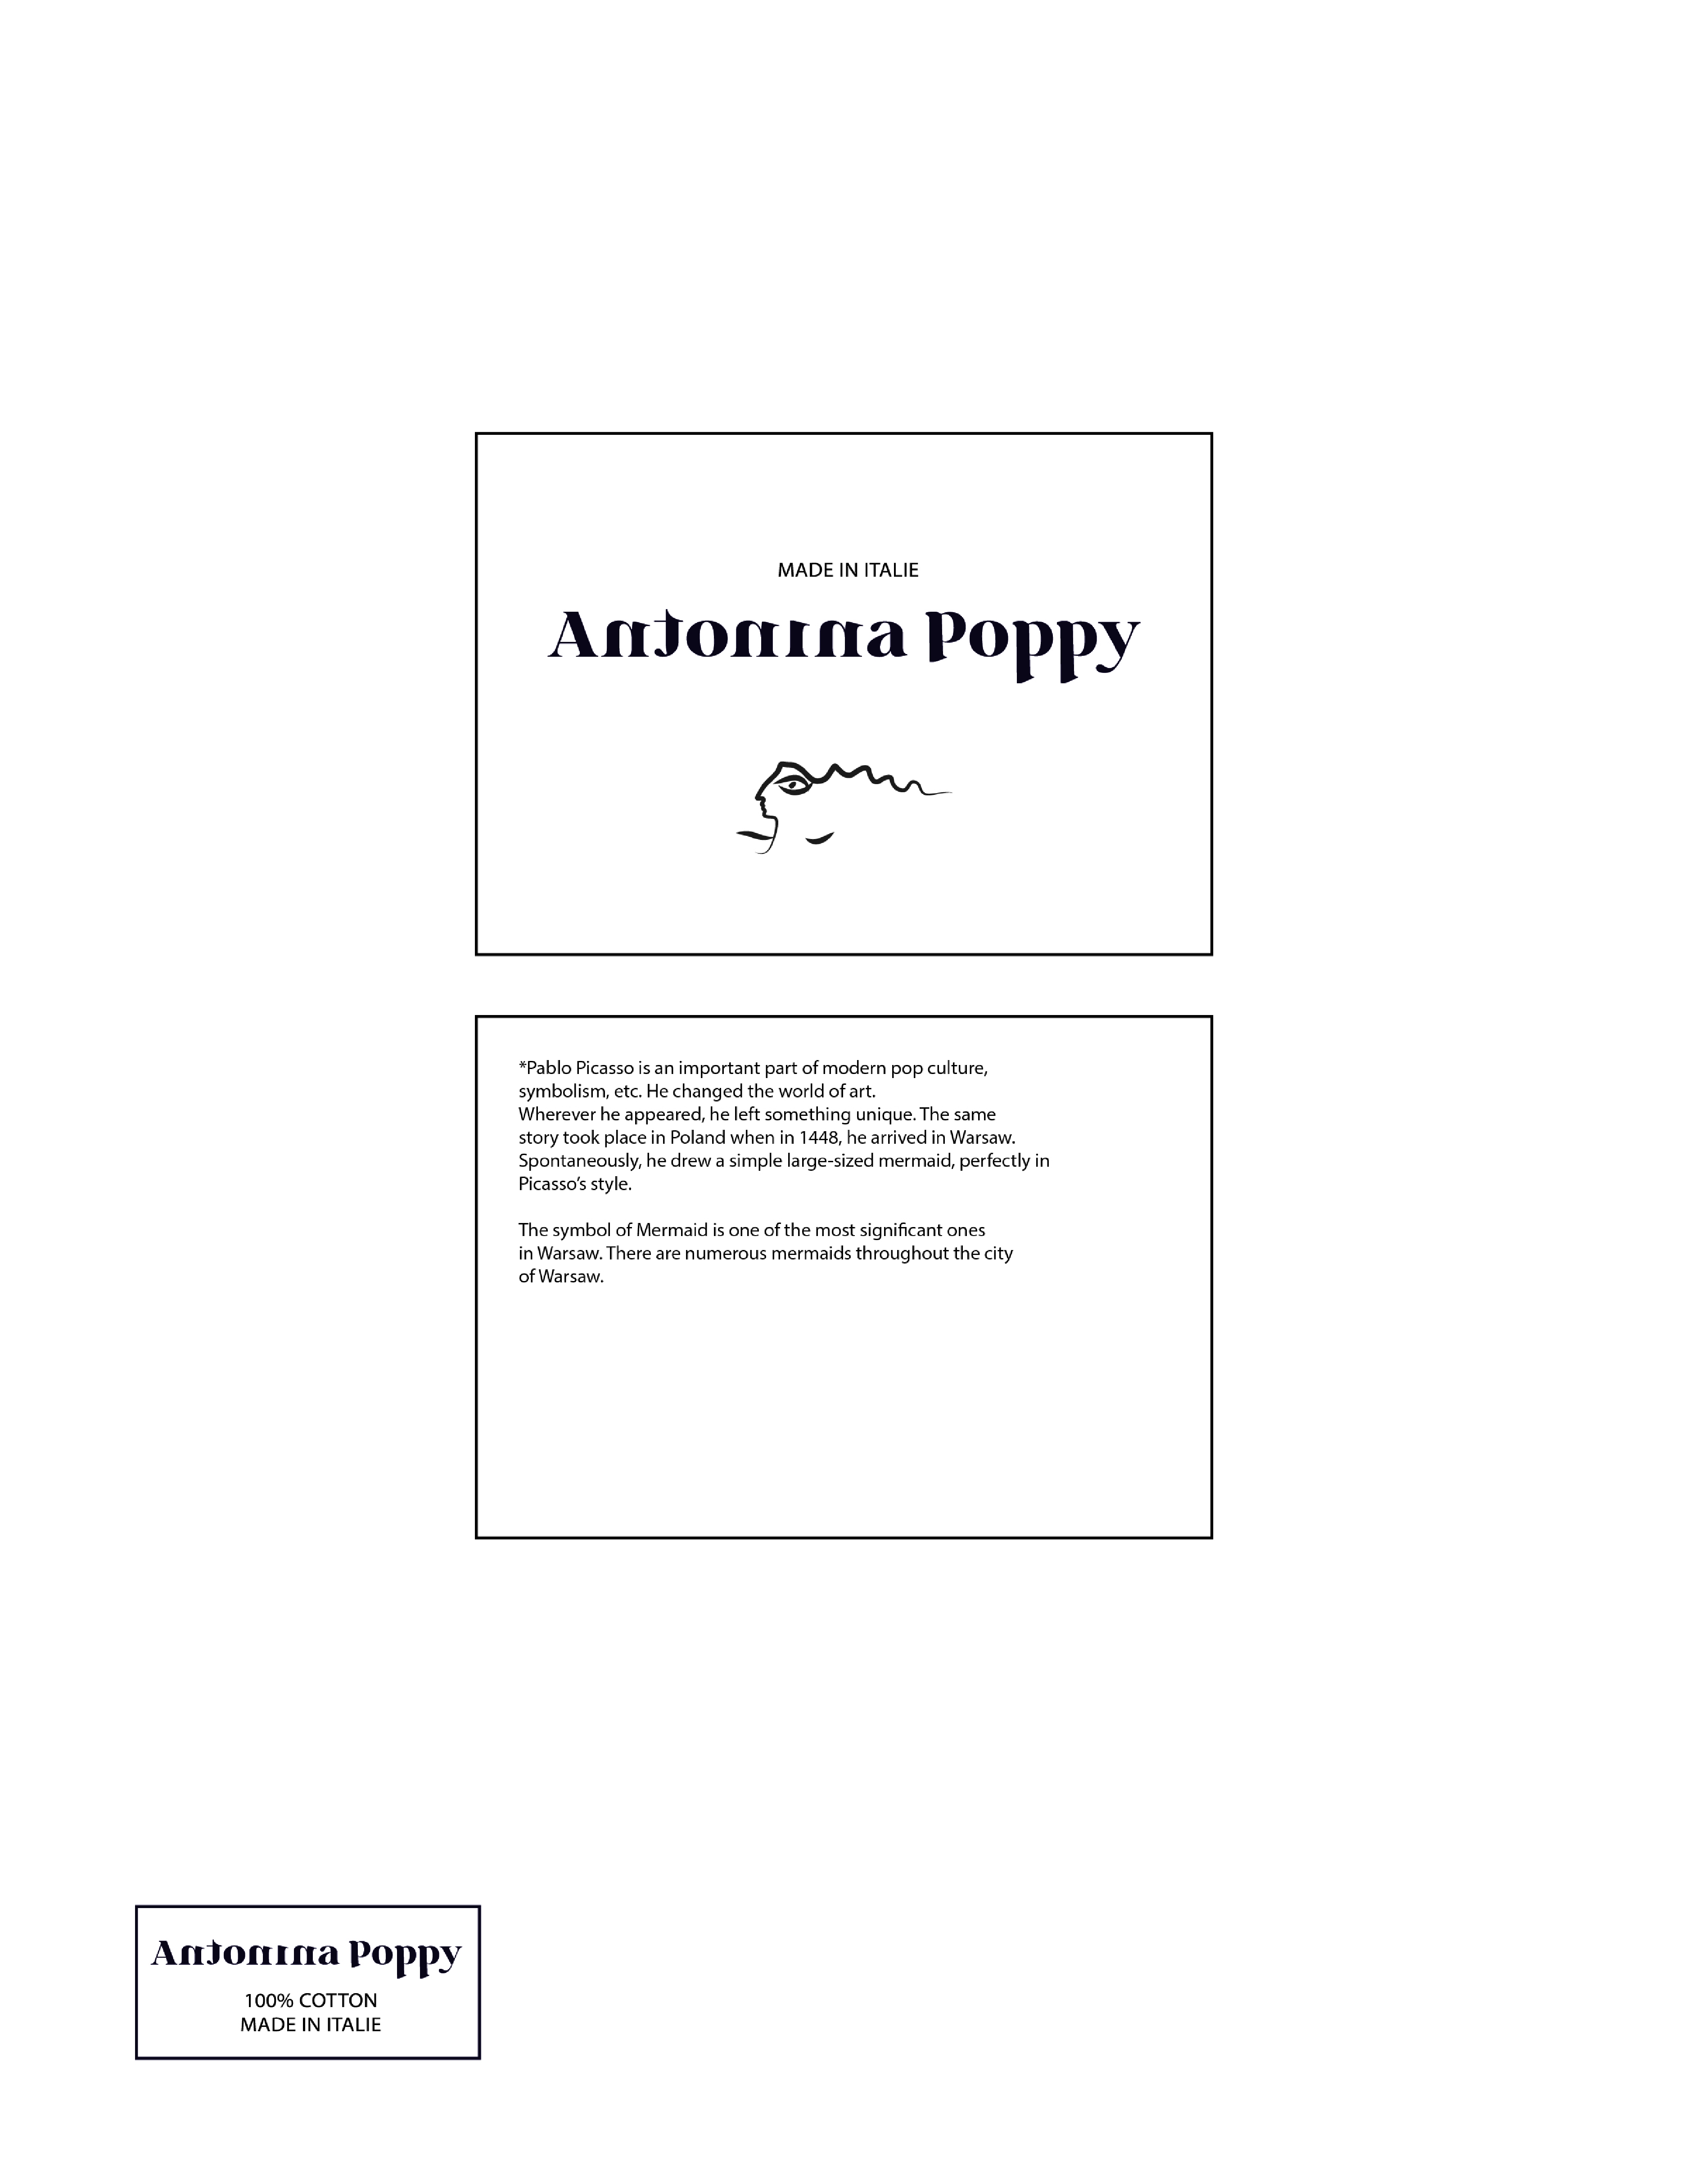 MADE IN ITALIE
Antonina Poppy
*Pablo Picasso is an important part of modern pop culture,
symbolism, etc. He changed the world of art.
Wherever he appeared, he left something unique. The same
story took place in Poland when in 1448, he arrived in Warsaw.
Spontaneously, he drew a simple large-sized mermaid, perfectly in
Picasso’s style.
The symbol of Mermaid is one of the most significant ones
in Warsaw. There are numerous mermaids throughout the city
of Warsaw.
Antonina Poppy
100% COTTON
MADE IN ITALIE